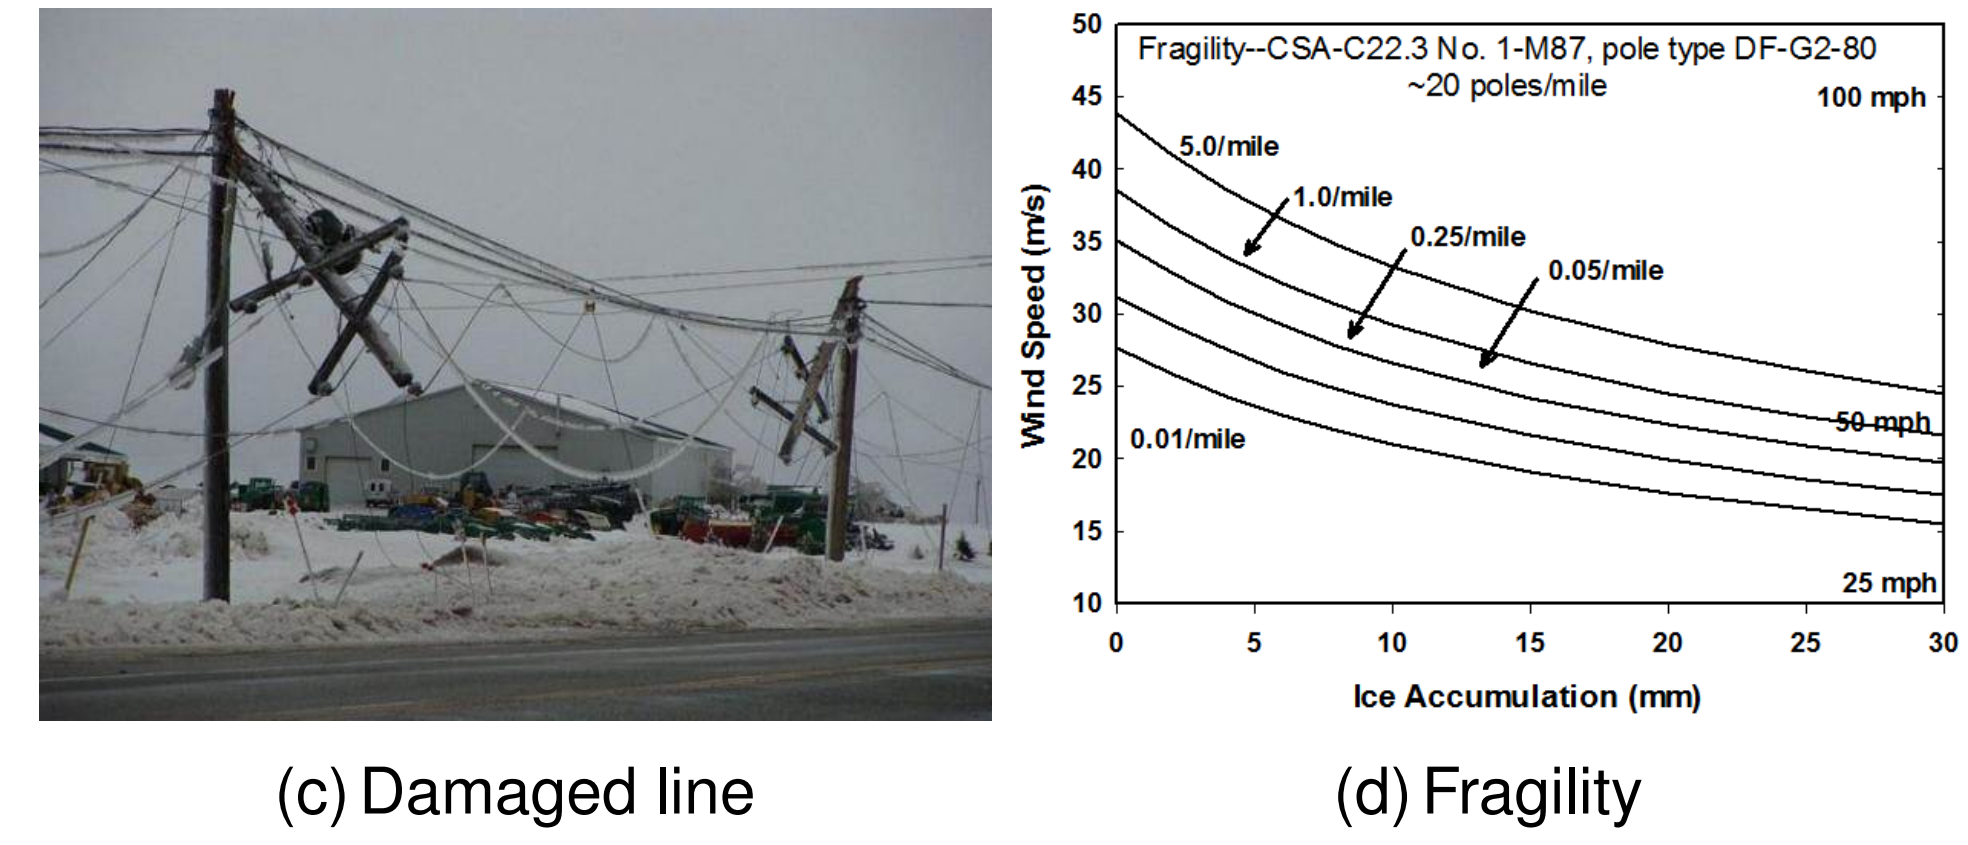 50
45
40
35
30
25
20
15
10
Wind Speed (m/s)
Fragility--CSA-C22.3 No. 1-M87, pole type DF-G2-80
~20 poles/mile
100 mph
5.0/mile
1.0/mile
0.25/mile
0.05/mile
50 mph
0.01/mile
25 mph
0 5 10 15 20 25 30
Ice Accumulation (mm)
(c) Damaged line
(d) Fragility